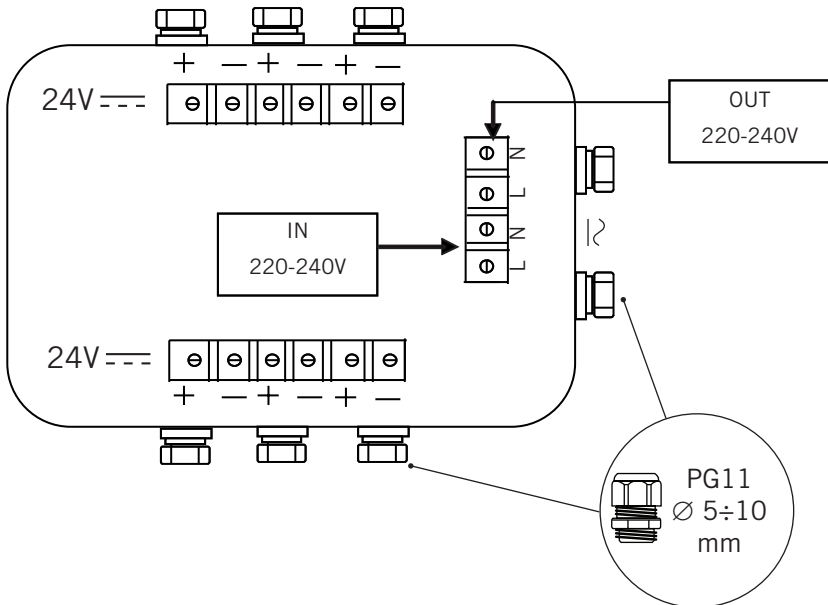 + — + — + —
24V
OUT
220-240V
N
L
IN
220-240V
N
L
24V
+ — + — + —
PG11
∅ 5÷10
mm